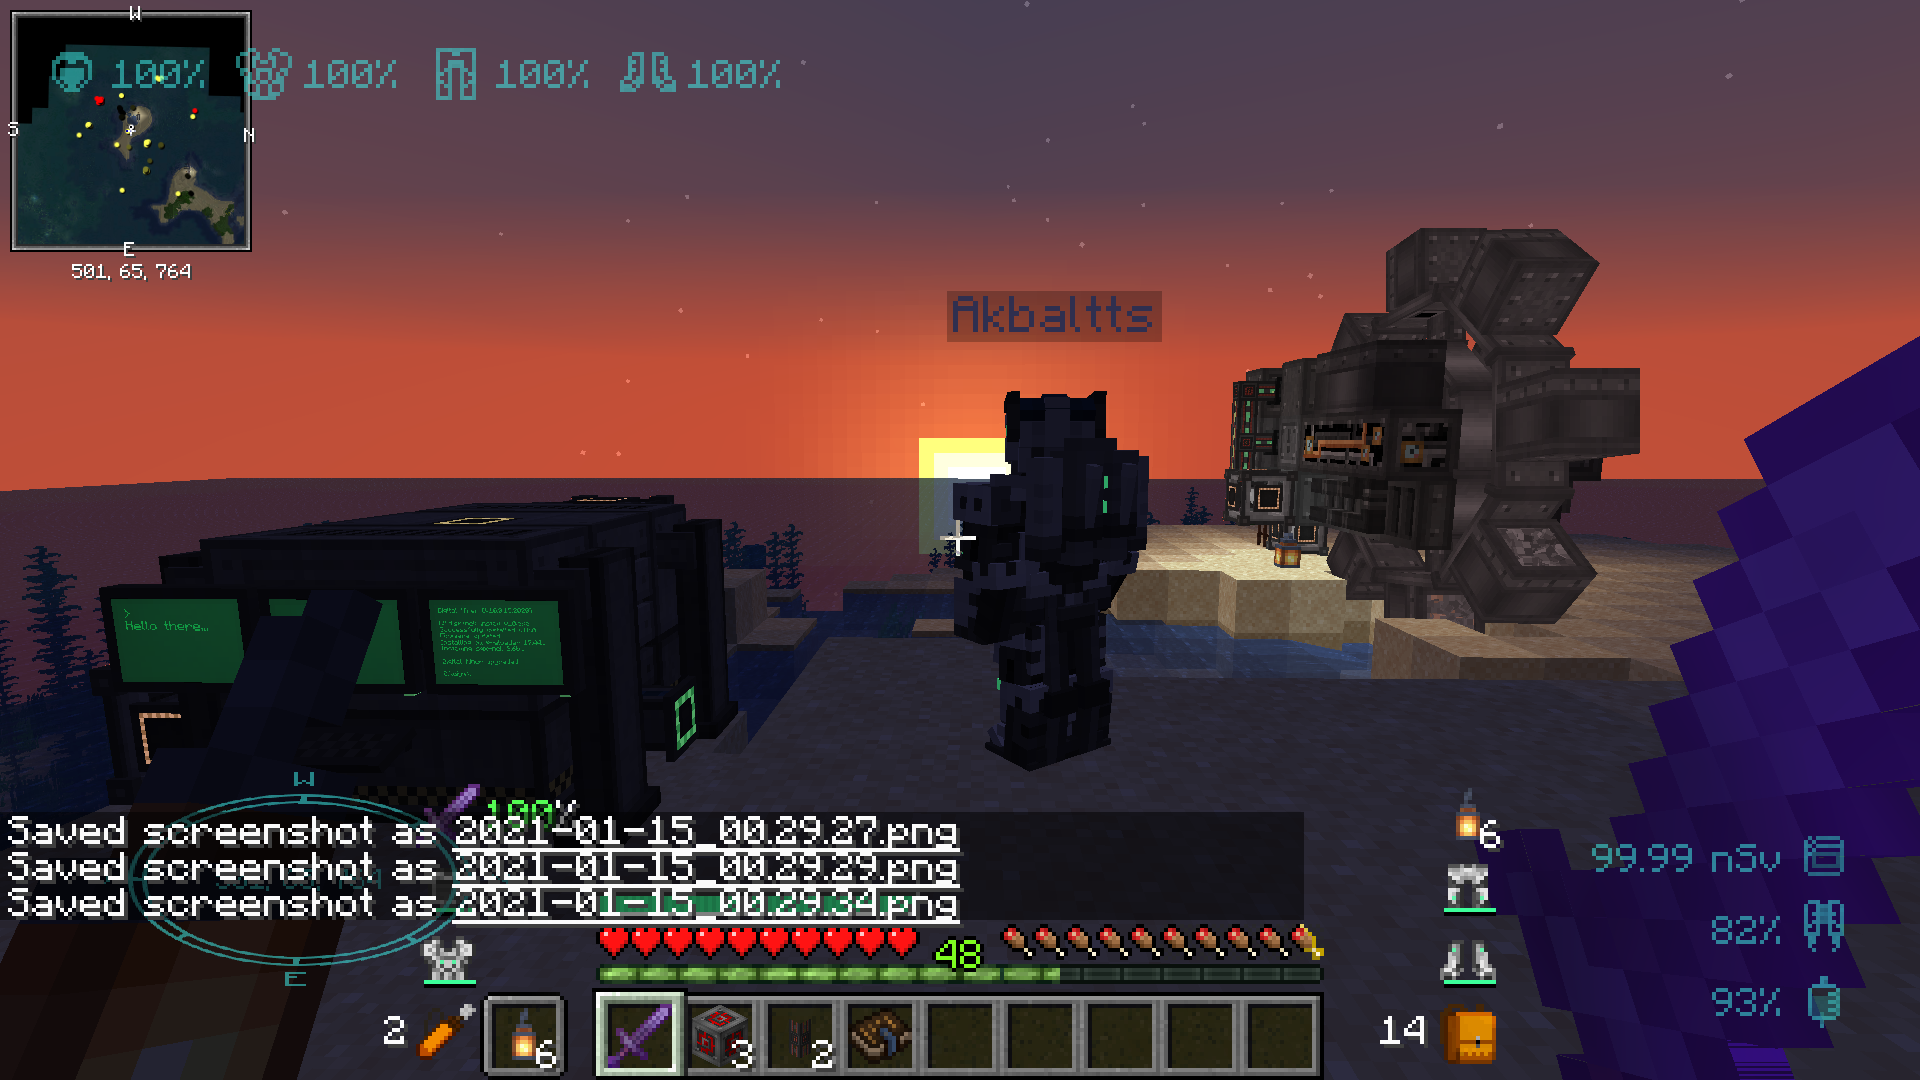 W
100% 100% 100% 100%
S
N
E
501, 65, 764
Akbaltts
>
Hello there…
W
100%
Saved screenshot as 2021-01-15_00.29.27.png
Saved screenshot as 2021-01-15_00.29.29.png
Saved screenshot as 2021-01-15_00.29.34.png
6
99.99 nSv
82%
48
E
93%
2
6
3
2
14